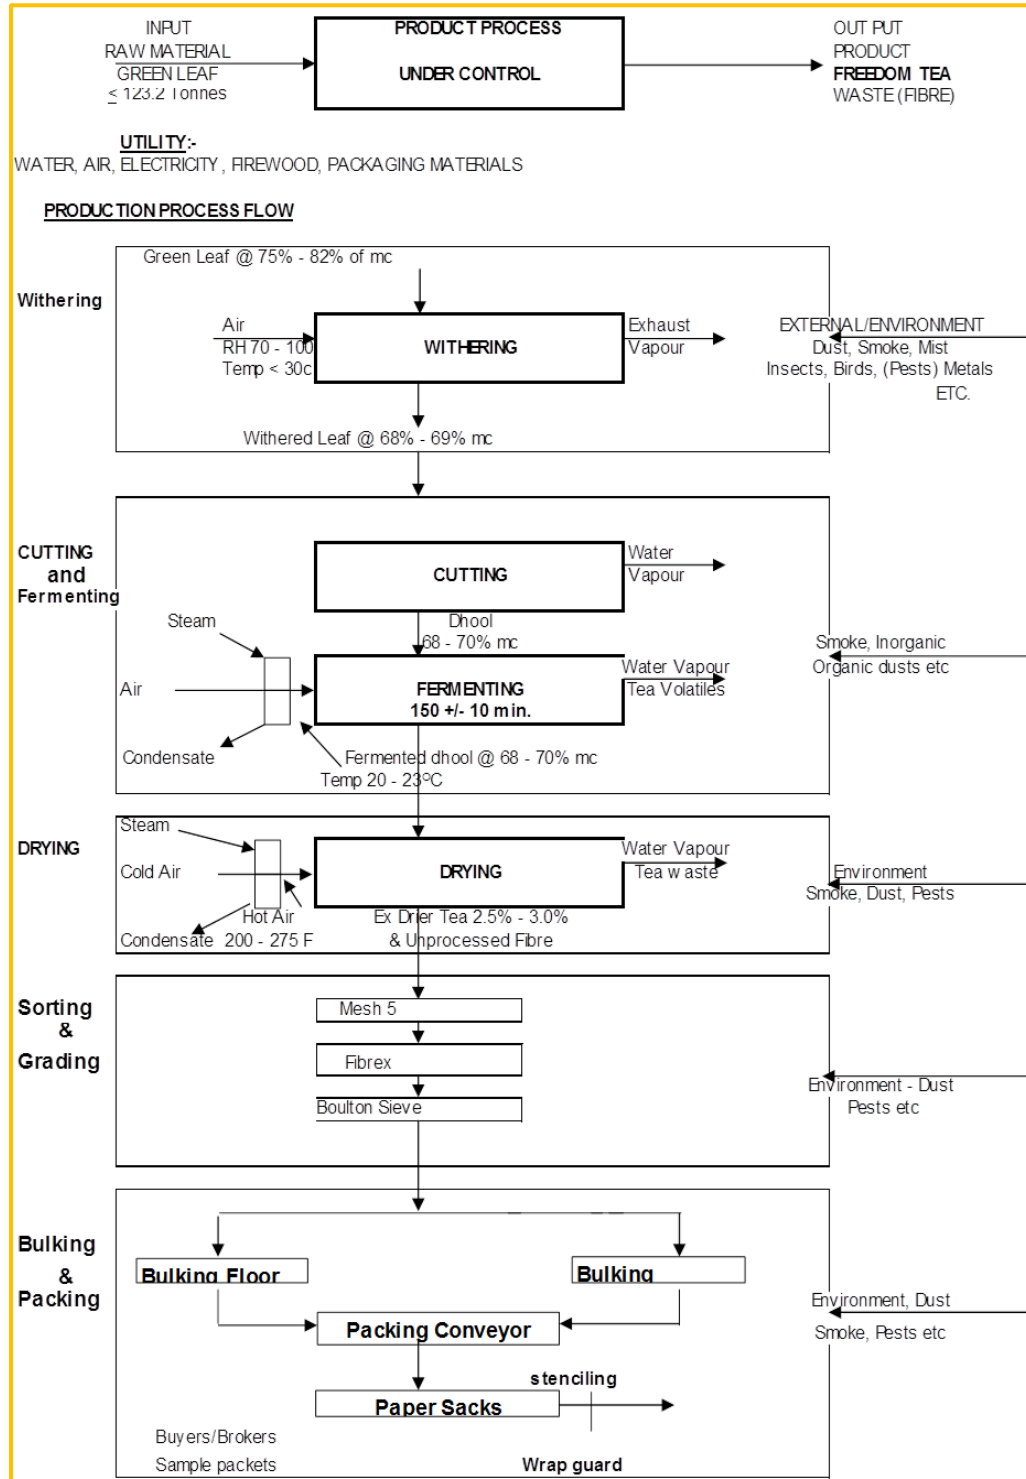 INPUT
RAW MATERIAL
GREEN LEAF
≤ 123.2 Tonnes
PRODUCT PROCESS
UNDER CONTROL
OUT PUT
PRODUCT
FREEDOM TEA
WASTE (FIBRE)
UTILITY:-
WATER, AIR, ELECTRICITY , FIREWOOD, PACKAGING MATERIALS
PRODUCTION PROCESS FLOW
Withering
Green Leaf @ 75% - 82% of mc
Air
RH 70 - 100
Temp < 30c
WITHERING
Exhaust
Vapour
Withered Leaf @ 68% - 69% mc
EXTERNAL/ENVIRONMENT
Dust, Smoke, Mist
Insects, Birds, (Pests) Metals
ETC.
CUTTING
and
Fermenting
CUTTING
Water
Vapour
Dhool
68 - 70% mc
Steam
Air
Condensate
FERMENTING
150 +/- 10 min.
Water Vapour
Tea Volatiles
Fermented dhool @ 68 - 70% mc
Temp 20 - 23°C
Smoke, Inorganic
Organic dusts etc
DRYING
Steam
Cold Air
Hot Air
Condensate 200 - 275 F
DRYING
Water Vapour
Tea waste
Ex Drier Tea 2.5% - 3.0%
& Unprocessed Fibre
Environment
Smoke, Dust, Pests
Sorting
&
Grading
Mesh 5
Fibrex
Boulton Sieve
Environment - Dust
Pests etc
Bulking
&
Packing
Bulking Floor
Bulking
Packing Conveyor
Paper Sacks
stenciling
Wrap guard
Buyers/Brokers
Sample packets
Environment, Dust
Smoke, Pests etc